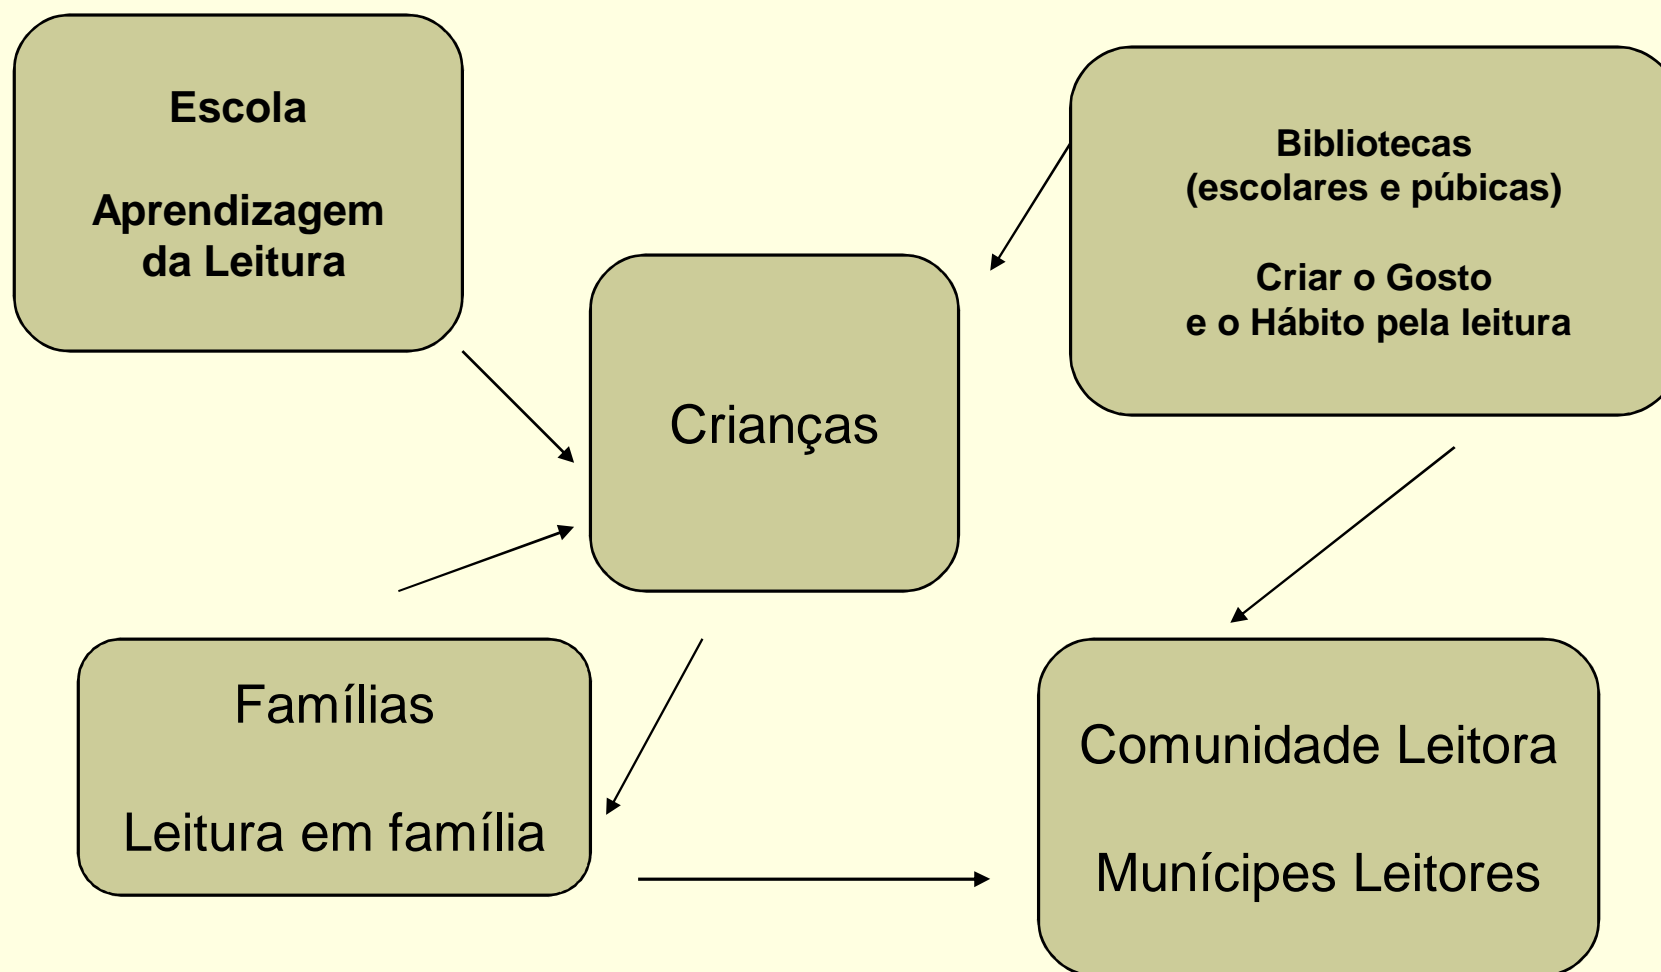 Escola
Aprendizagem
da Leitura
Bibliotecas
(escolares e púbicas)
Criar o Gosto
e o Hábito pela leitura
Crianças
Famílias
Leitura em família
Comunidade Leitora
Munícipes Leitores